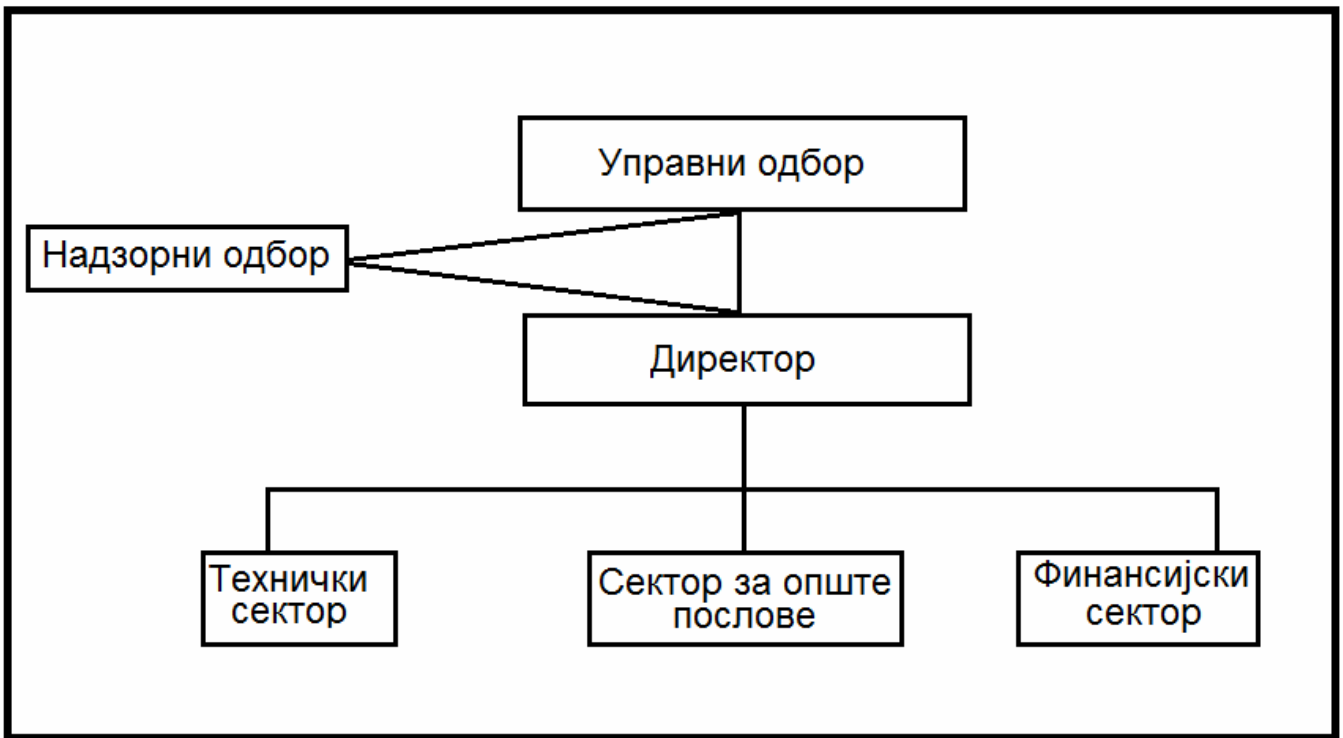 Управни одбор
Надзорни одбор
Директор
Технички
сектор
Сектор за опште
послове
Финансијски
сектор